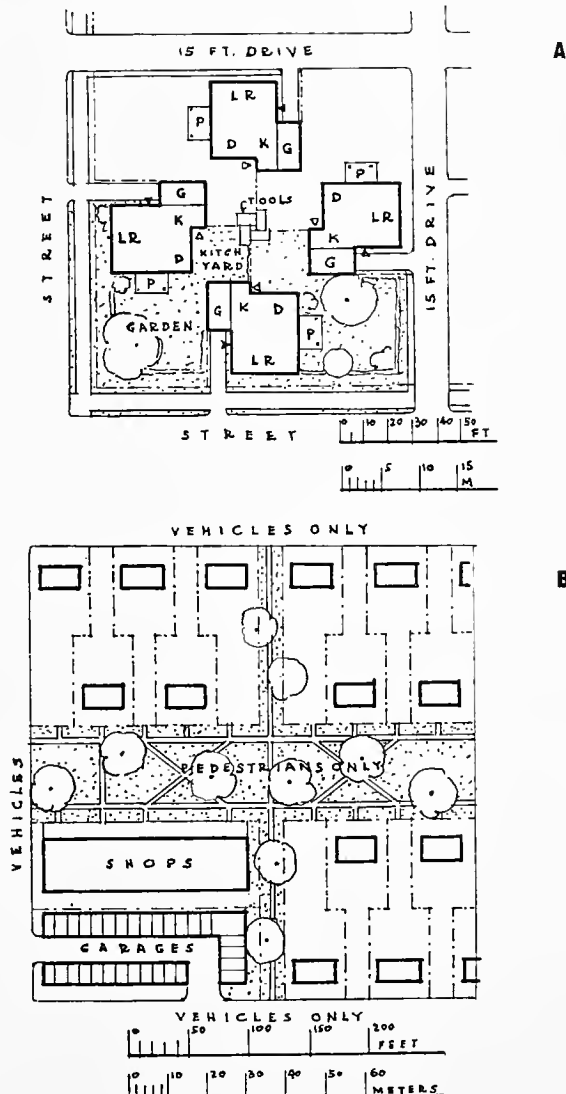 A
15 FT. DRIVE
LR
P
D K G
TOOLS
G
K
LR
D
P
P
D
LR
K
G
KITCH
YARD
GARDEN
G K D
P
LR
STREET
15 FT. DRIVE
STREET
0 10 20 30 40 50
FT
0 5 10 15
M
B
VEHICLES ONLY
PEDESTRIANS ONLY
VEHICLES
SHOPS
GARAGES
VEHICLES ONLY
0 50 100 150 200
FEET
0 10 20 30 40 50 60
METERS